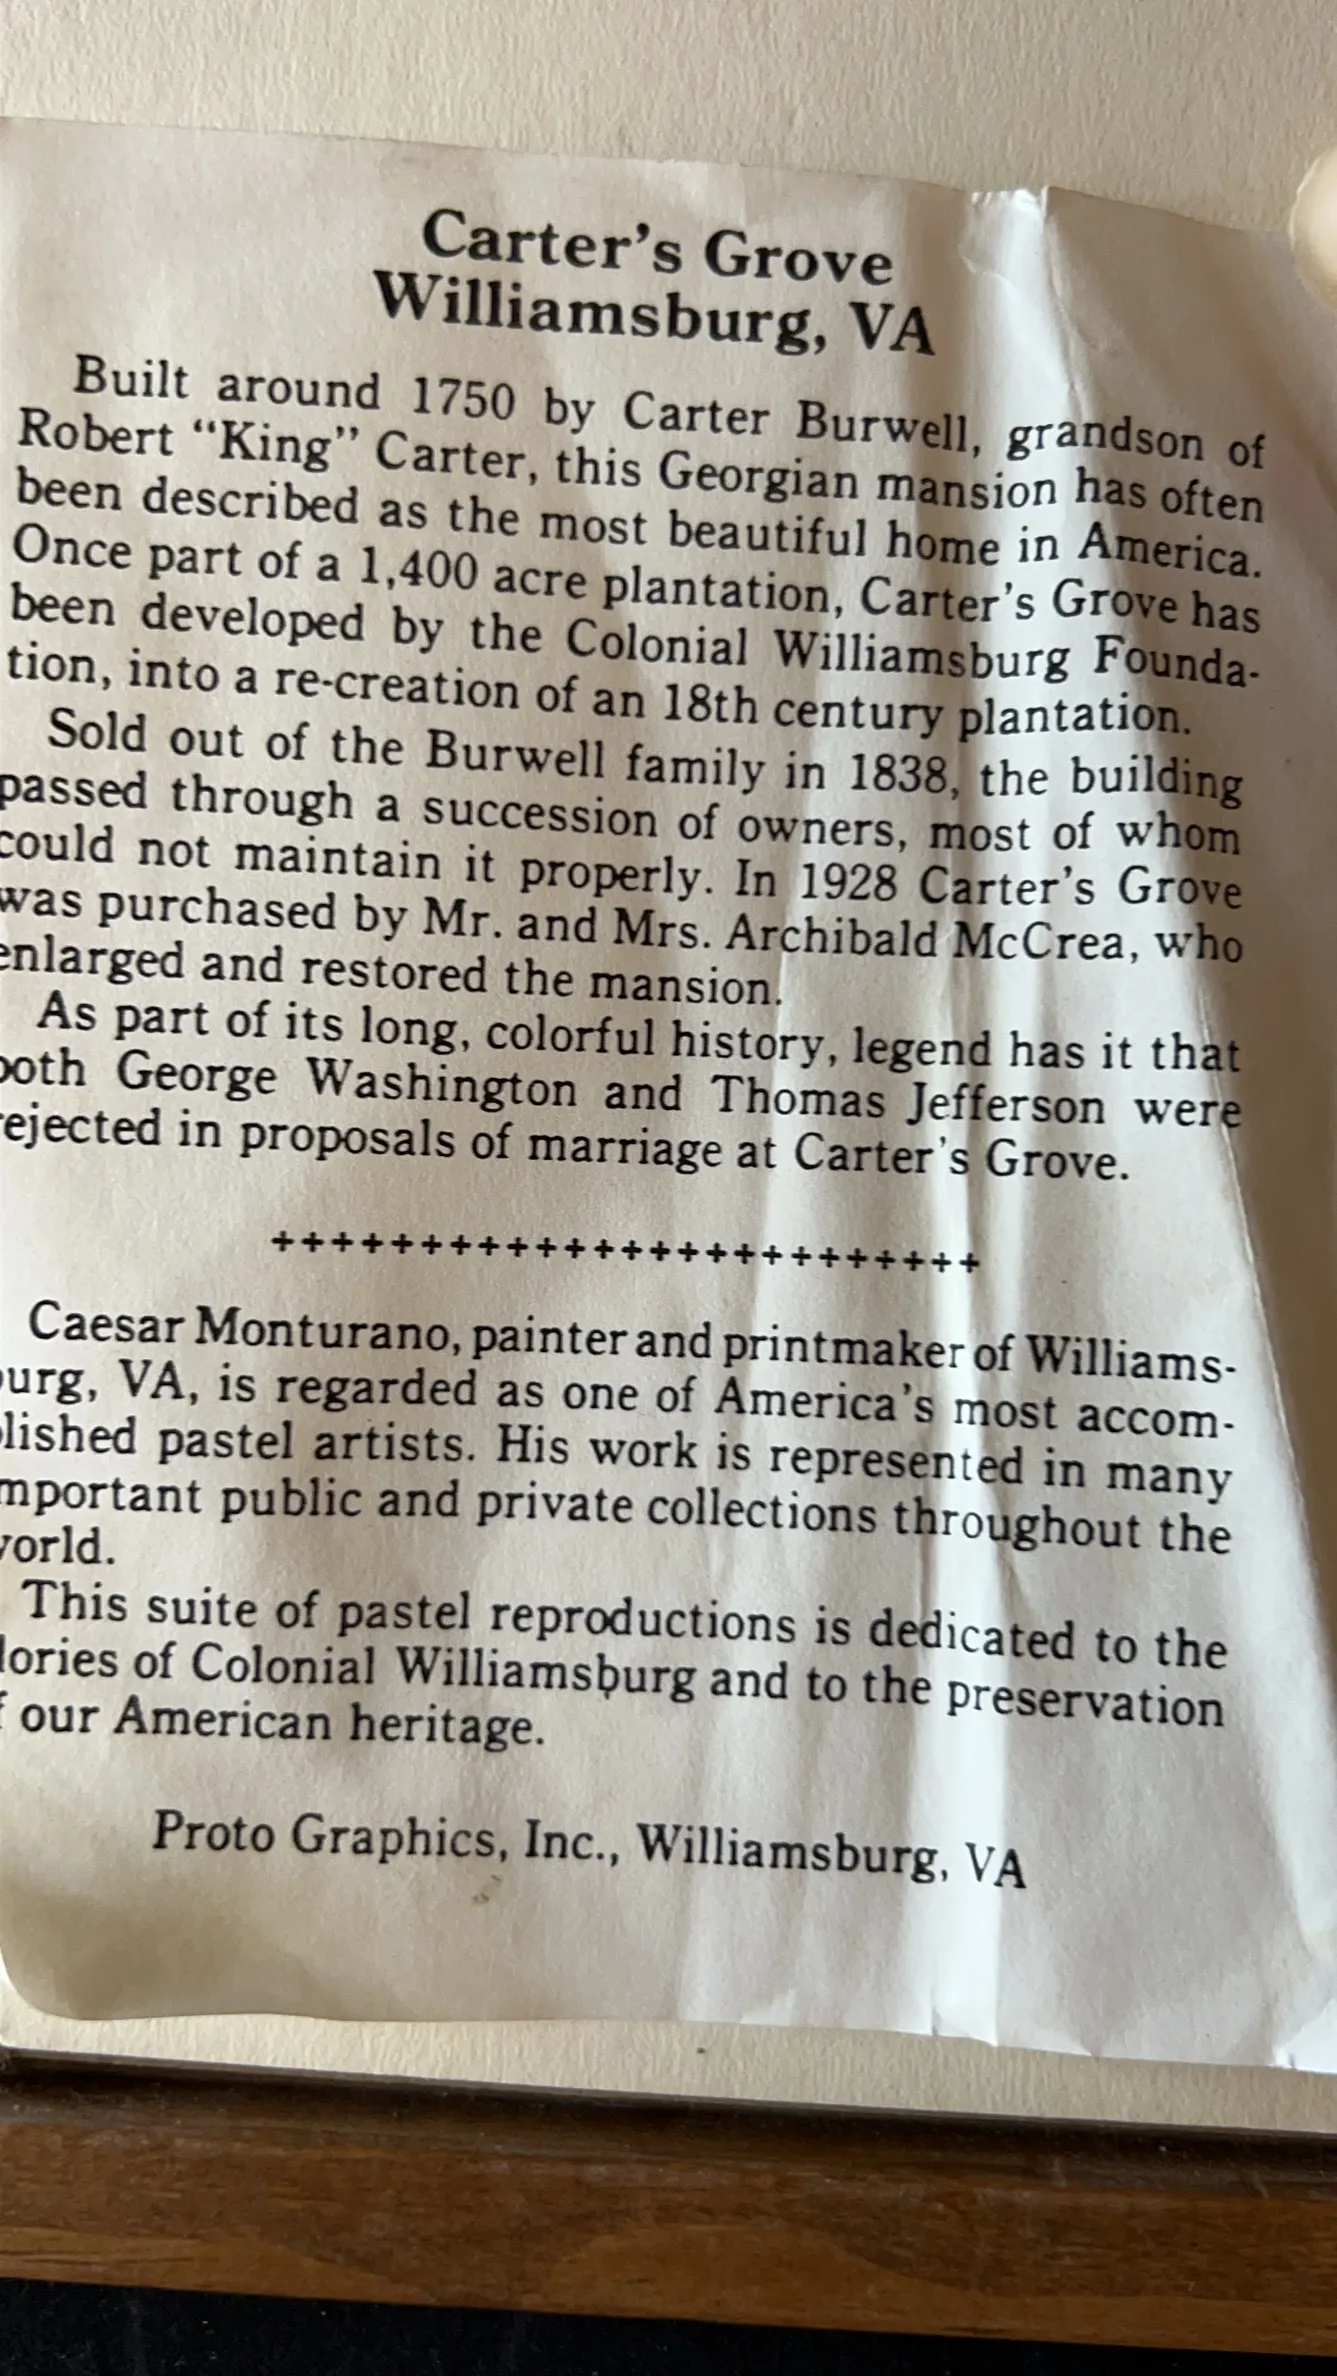 Carter's Grove
Williamsburg, VA
Built around 1750 by Carter Burwell, grandson of
Robert “King” Carter, this Georgian mansion has often
been described as the most beautiful home in America.
Once part of a 1,400 acre plantation, Carter's Grove has
been developed by the Colonial Williamsburg Founda-
tion, into a re-creation of an 18th century plantation.
Sold out of the Burwell family in 1838, the building
passed through a succession of owners, most of whom
could not maintain it properly. In 1928 Carter's Grove
was purchased by Mr. and Mrs. Archibald McCrea, who
enlarged and restored the mansion.
As part of its long, colorful history, legend has it that
both George Washington and Thomas Jefferson were
rejected in proposals of marriage at Carter's Grove.
+++++++++++++++++++++++++
Caesar Monturano, painter and printmaker of Williams-
urg, VA, is regarded as one of America's most accom-
lished pastel artists. His work is represented in many
mportant public and private collections throughout the
orld.
This suite of pastel reproductions is dedicated to the
lories of Colonial Williamsburg and to the preservation
f our American heritage.
Proto Graphics, Inc., Williamsburg, VA